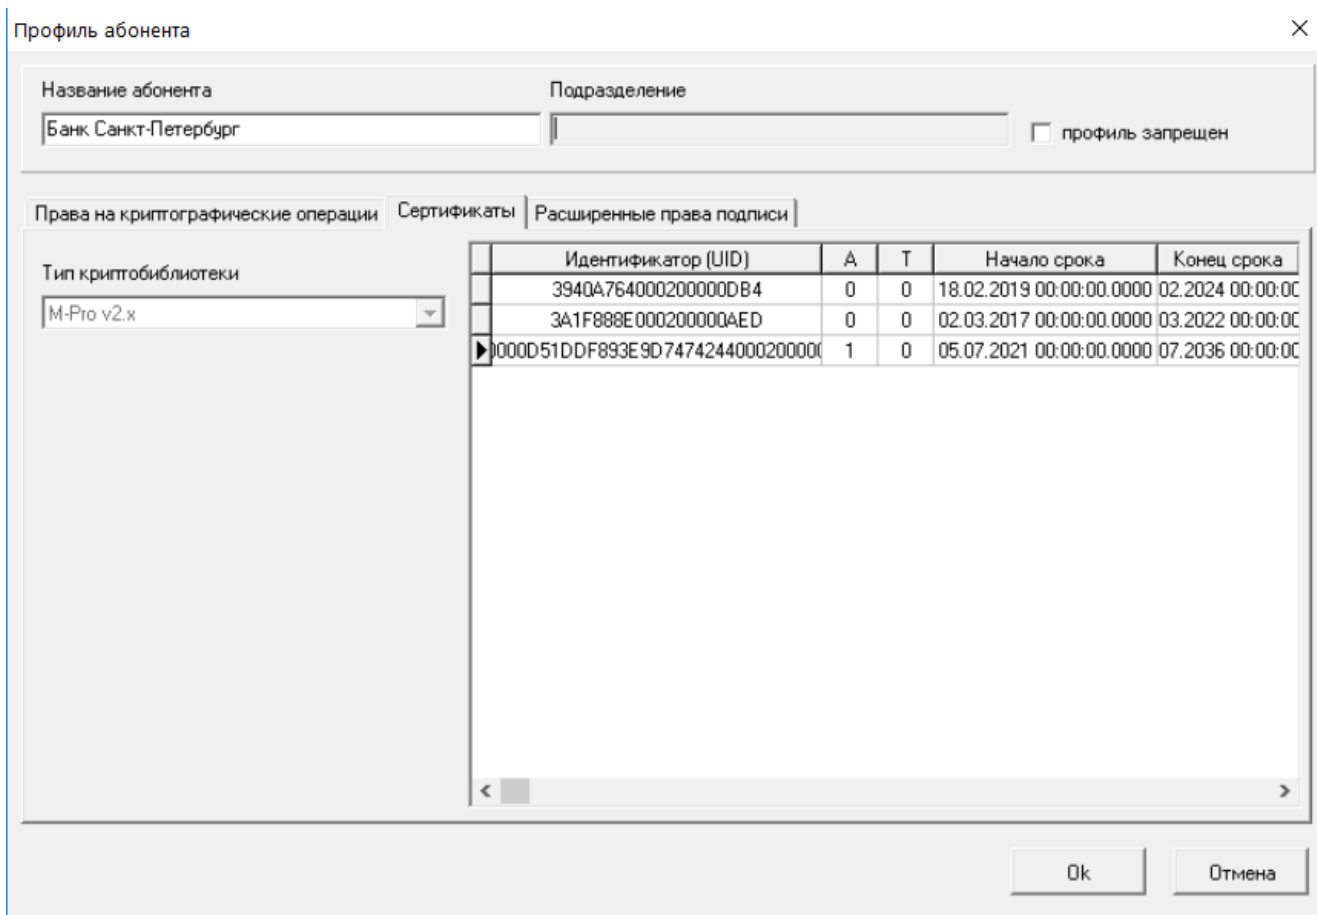 Профиль абонента
Название абонента Подразделение
Банк Санкт-Петербург профиль запрещен
Права на криптографические операции Сертификаты Расширенные права подписи
Тип криптобиблиотеки
M-Pro v2.x
Идентификатор (UID) А Т Начало срока Конец срока
3940A764000200000DB4 0 0 18.02.2019 00:00:00.0000 02.2024 00:00:00
3A1F888E000200000AED 0 0 02.03.2017 00:00:00.0000 03.2022 00:00:00
0000D51DDF893E9D7474244000200000 1 0 05.07.2021 00:00:00.0000 07.2036 00:00:00
Ok Отмена